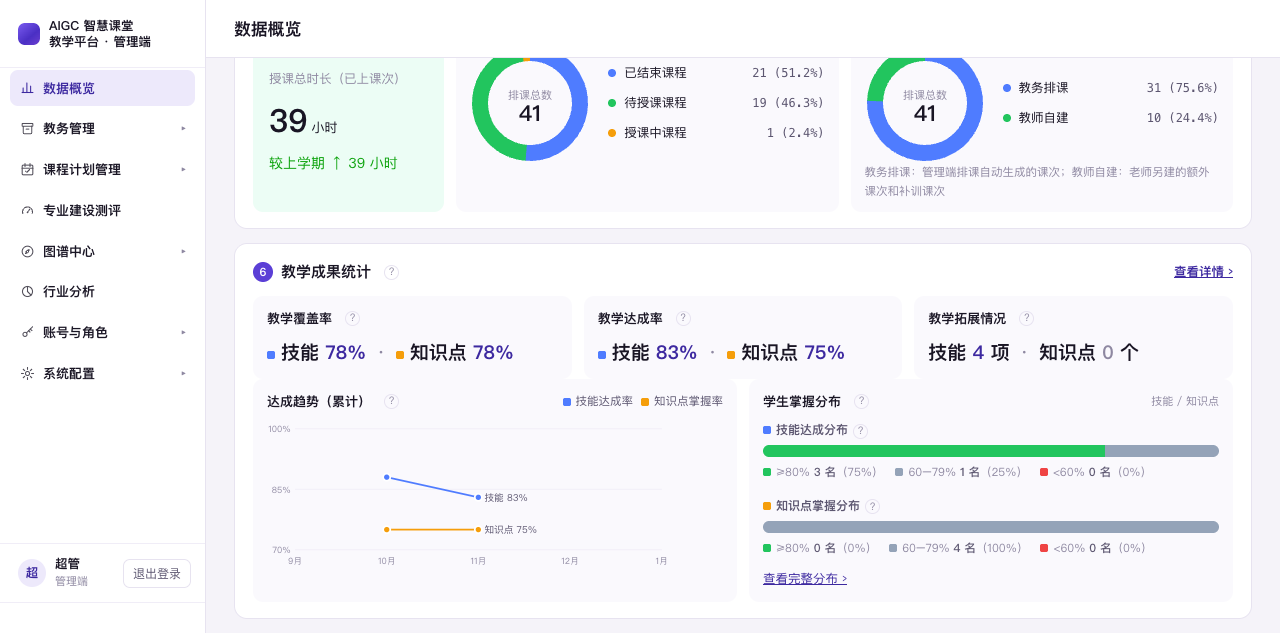 AIGC 智慧课堂
教学平台 · 管理端
数据概览
教务管理
课程计划管理
专业建设测评
图谱中心
行业分析
账号与角色
系统配置
超
超管
管理端
退出登录
数据概览
授课总时长（已上课次）
39 小时
较上学期 ↑ 39 小时
排课总数
41
已结束课程 21 (51.2%)
待授课课程 19 (46.3%)
授课中课程 1 (2.4%)
排课总数
41
教务排课 31 (75.6%)
教师自建 10 (24.4%)
教务排课：管理端排课自动生成的课次；教师自建：老师另建的额外
课次和补训课次
6 教学成果统计 ?
查看详情 ›
教学覆盖率 ?
技能 78% · 知识点 78%
教学达成率 ?
技能 83% · 知识点 75%
教学拓展情况 ?
技能 4 项 · 知识点 0 个
达成趋势（累计） ?
技能达成率 知识点掌握率
100%
85%
70%
技能 83%
知识点 75%
9月 10月 11月 12月 1月
学生掌握分布 ?
技能 / 知识点
技能达成分布 ?
≥80% 3 名 (75%) 60—79% 1 名 (25%) <60% 0 名 (0%)
知识点掌握分布 ?
≥80% 0 名 (0%) 60—79% 4 名 (100%) <60% 0 名 (0%)
查看完整分布 ›